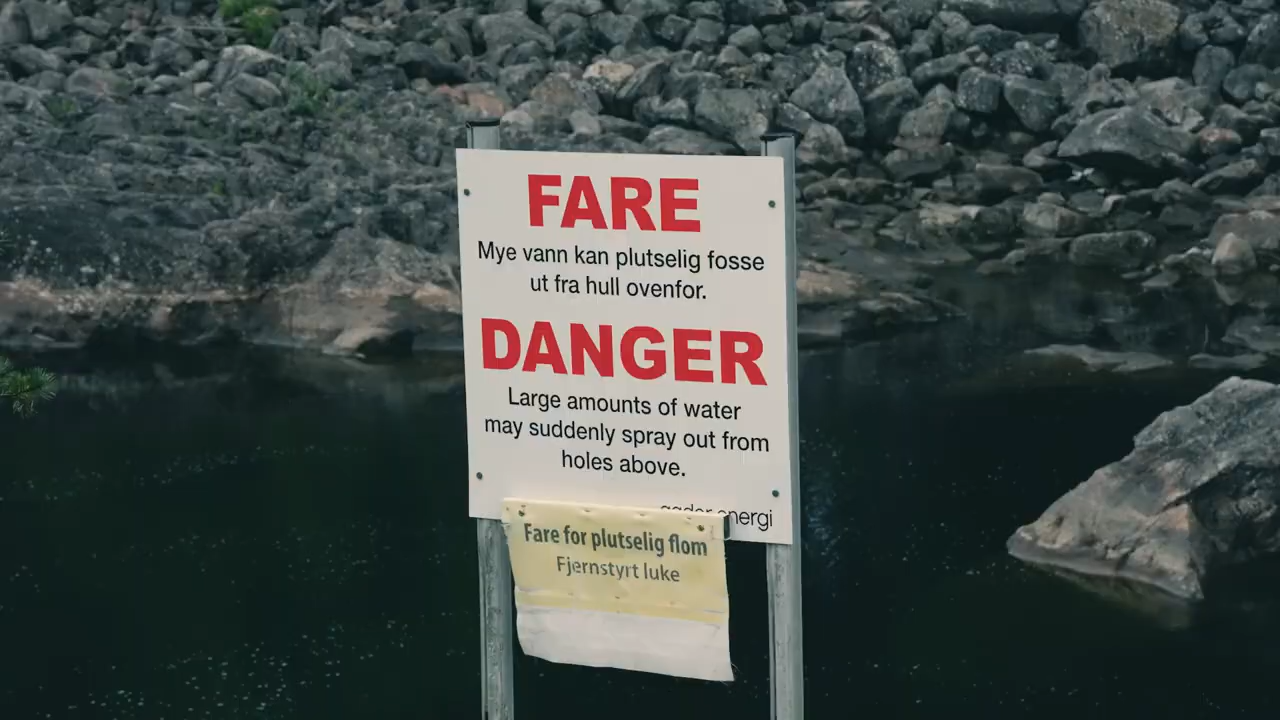 FARE
Mye vann kan plutselig fosse
ut fra hull ovenfor.
DANGER
Large amounts of water
may suddenly spray out from
holes above.
agder energi
Fare for plutselig flom
Fjernstyrt luke